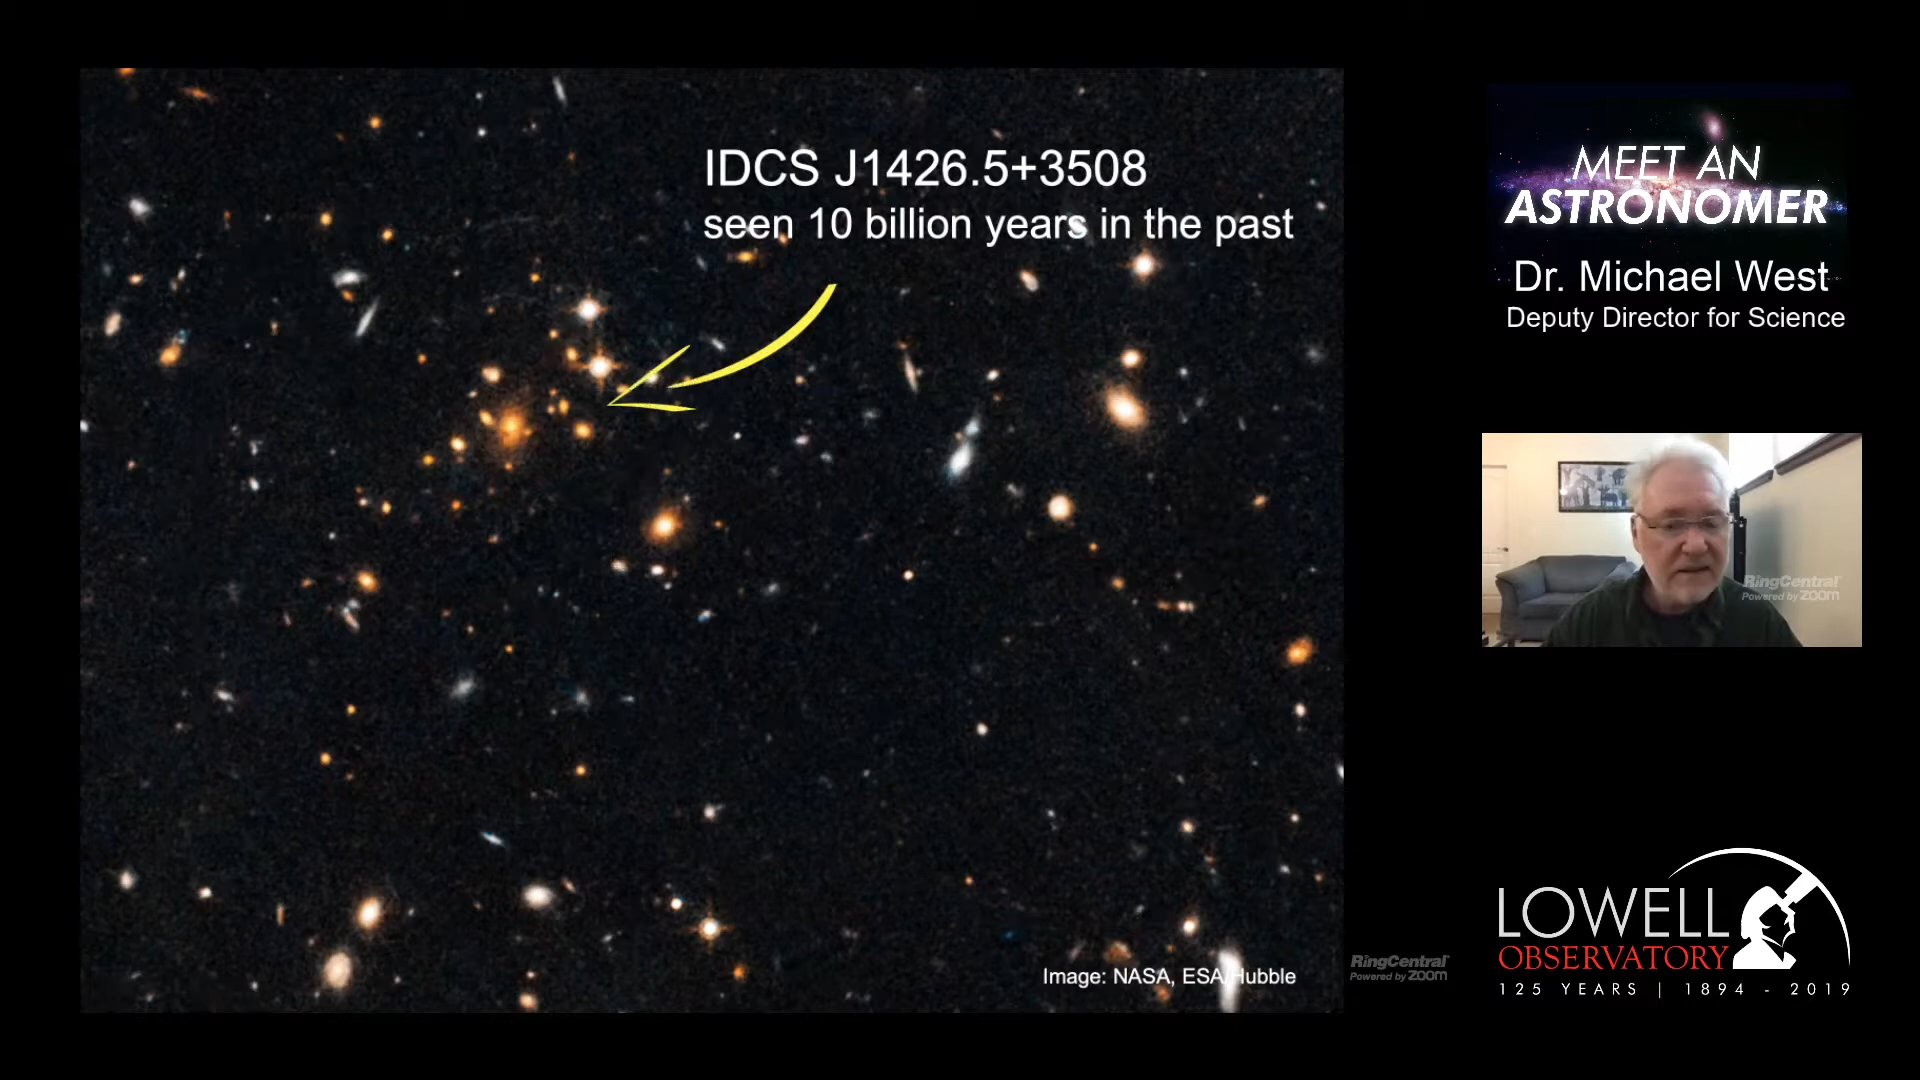 IDCS J1426.5+3508
seen 10 billion years in the past
Image: NASA, ESA/Hubble
MEET AN
ASTRONOMER
Dr. Michael West
Deputy Director for Science
RingCentral
Powered by zoom
RingCentral
Powered by zoom
LOWELL
OBSERVATORY
125 YEARS | 1894 - 2019